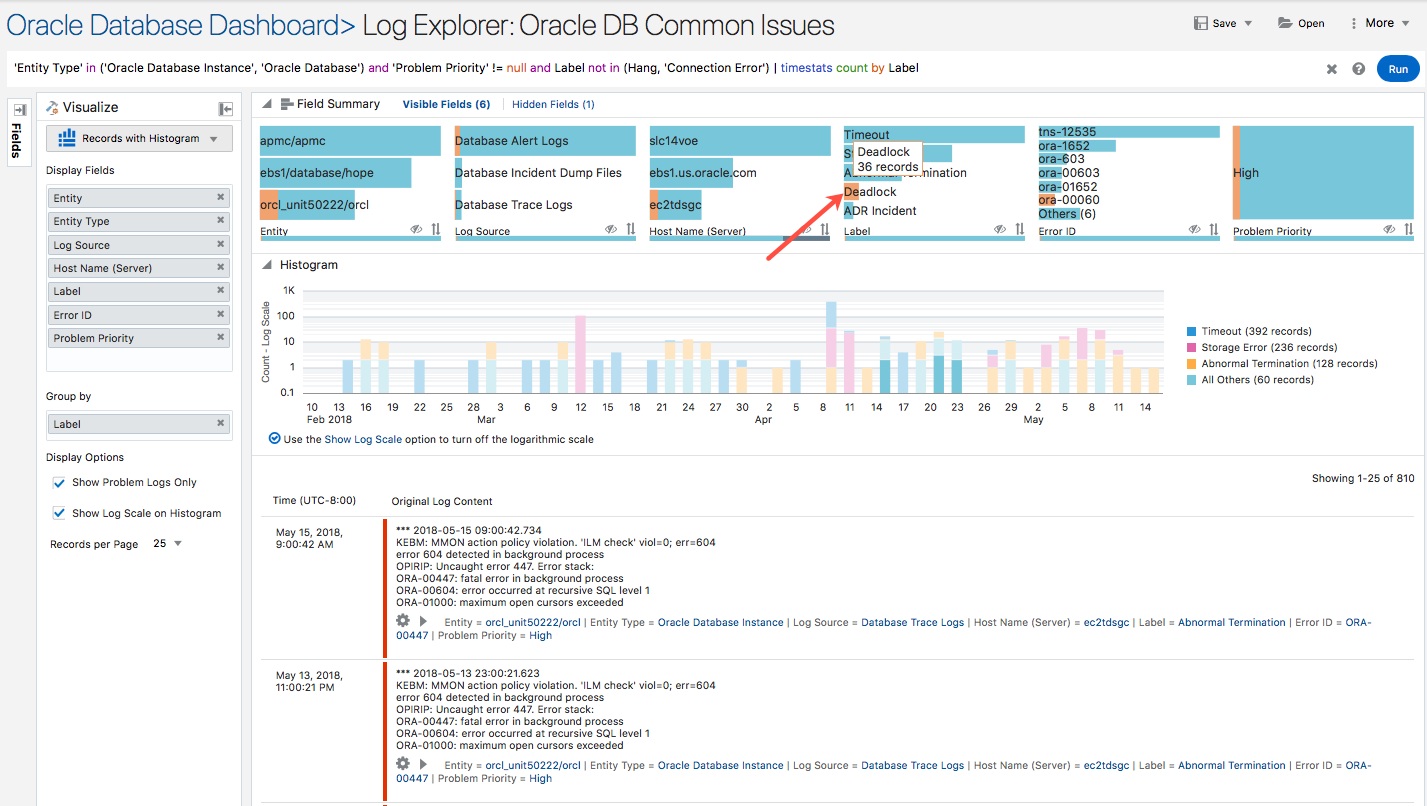 Oracle Database Dashboard> Log Explorer: Oracle DB Common Issues
Save
Open
More
'Entity Type' in ('Oracle Database Instance', 'Oracle Database') and 'Problem Priority' != null and Label not in (Hang, 'Connection Error') | timestats count by Label
Run
Fields
Visualize
Records with Histogram
Display Fields
Entity
Entity Type
Log Source
Host Name (Server)
Label
Error ID
Problem Priority
Group by
Label
Display Options
Show Problem Logs Only
Show Log Scale on Histogram
Records per Page 25
Field Summary Visible Fields (6) Hidden Fields (1)
apmc/apmc
ebs1/database/hope
orcl_unit50222/orcl
Entity
Database Alert Logs
Database Incident Dump Files
Database Trace Logs
Log Source
slc14voe
ebs1.us.oracle.com
ec2tdsgc
Host Name (Server)
Timeout
Deadlock
36 records
Deadlock
ADR Incident
Label
tns-12535
ora-1652
ora-603
ora-00603
ora-01652
ora-00060
Others (6)
Error ID
High
Problem Priority
Histogram
Count - Log Scale
1K
100
10
1
0.1
10 13 16 19 22 25 28 3 6 9 12 15 18 21 24 27 30 2 5 8 11 14 17 20 23 26 29 2 5 8 11 14
Feb 2018 Mar Apr May
Timeout (392 records)
Storage Error (236 records)
Abnormal Termination (128 records)
All Others (60 records)
Use the Show Log Scale option to turn off the logarithmic scale
Showing 1-25 of 810
Time (UTC-8:00) Original Log Content
May 15, 2018,
9:00:42 AM
*** 2018-05-15 09:00:42.734
KEBM: MMON action policy violation. 'ILM check' viol=0; err=604
error 604 detected in background process
OPIRIP: Uncaught error 447. Error stack:
ORA-00447: fatal error in background process
ORA-00604: error occurred at recursive SQL level 1
ORA-01000: maximum open cursors exceeded
Entity = orcl_unit50222/orcl | Entity Type = Oracle Database Instance | Log Source = Database Trace Logs | Host Name (Server) = ec2tdsgc | Label = Abnormal Termination | Error ID = ORA-
00447 | Problem Priority = High
May 13, 2018,
11:00:21 PM
*** 2018-05-13 23:00:21.623
KEBM: MMON action policy violation. 'ILM check' viol=0; err=604
error 604 detected in background process
OPIRIP: Uncaught error 447. Error stack:
ORA-00447: fatal error in background process
ORA-00604: error occurred at recursive SQL level 1
ORA-01000: maximum open cursors exceeded
Entity = orcl_unit50222/orcl | Entity Type = Oracle Database Instance | Log Source = Database Trace Logs | Host Name (Server) = ec2tdsgc | Label = Abnormal Termination | Error ID = ORA-
00447 | Problem Priority = High